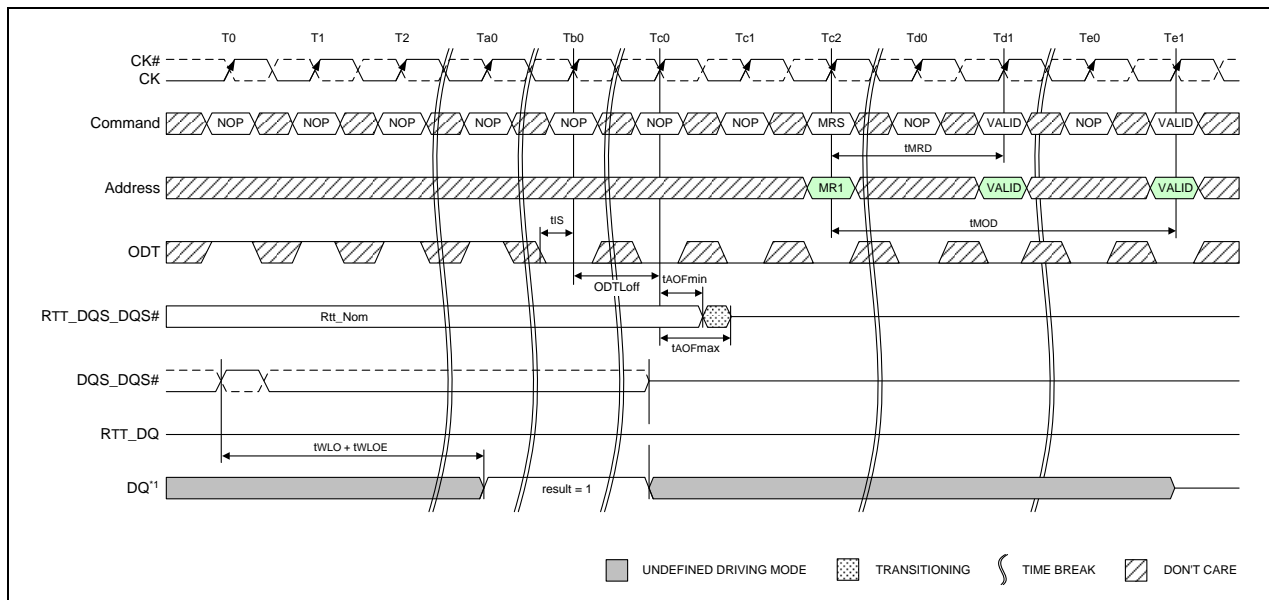 T0 T1 T2 Ta0 Tb0 Tc0 Tc1 Tc2 Td0 Td1 Te0 Te1
CK#
CK
Command NOP NOP NOP NOP NOP NOP NOP MRS NOP VALID NOP VALID
tMRD
Address MR1 VALID VALID
tIS
tMOD
ODT
ODTLoff
tAOFmin
RTT_DQS_DQS# Rtt_Nom
tAOFmax
DQS_DQS#
RTT_DQ
tWLO + tWLOE
DQ*1 result = 1
UNDEFINED DRIVING MODE TRANSITIONING TIME BREAK DON'T CARE